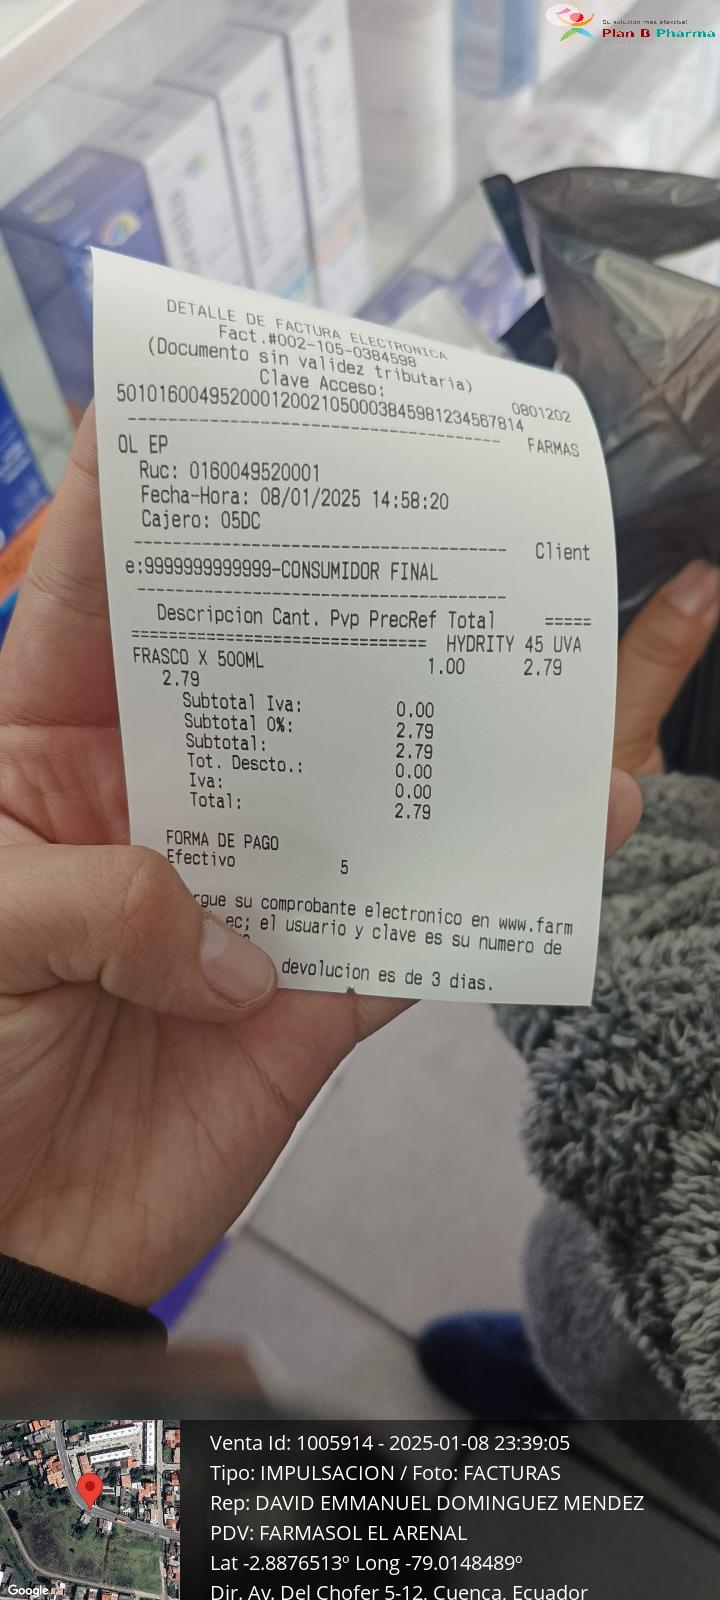 Su solucion mas efectiva!
Plan B Pharma
DETALLE DE FACTURA ELECTRONICA
Fact.#002-105-0384598
(Documento sin validez tributaria)
Clave Acceso:
0801202
501016004952000120021050003845981234567814
FARMAS
OL EP
Ruc: 0160049520001
Fecha-Hora: 08/01/2025 14:58:20
Cajero: 05DC
Client
e:9999999999999-CONSUMIDOR FINAL
Descripcion Cant. Pvp PrecRef Total
HYDRITY 45 UVA
FRASCO X 500ML 1.00 2.79
2.79
Subtotal Iva: 0.00
Subtotal 0%: 2.79
Subtotal: 2.79
Tot. Descto.: 0.00
Iva: 0.00
Total: 2.79
FORMA DE PAGO
Efectivo 5
rgue su comprobante electronico en www.farm
ec; el usuario y clave es su numero de
devolucion es de 3 dias.
Venta Id: 1005914 - 2025-01-08 23:39:05
Tipo: IMPULSACION / Foto: FACTURAS
Rep: DAVID EMMANUEL DOMINGUEZ MENDEZ
PDV: FARMASOL EL ARENAL
Lat -2.8876513º Long -79.0148489º
Dir. Av. Del Chofer 5-12, Cuenca, Ecuador
Google